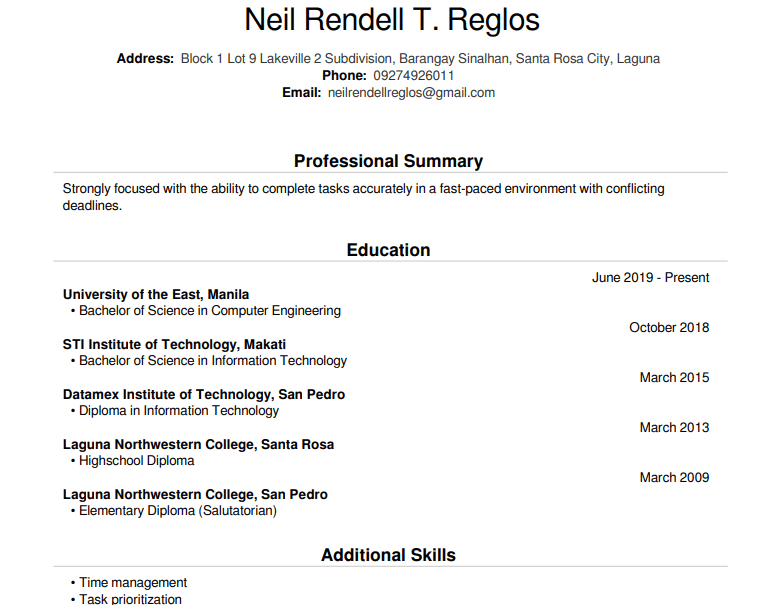 Neil Rendell T. Reglos
Address: Block 1 Lot 9 Lakeville 2 Subdivision, Barangay Sinalhan, Santa Rosa City, Laguna
Phone: 09274926011
Email: neilrendellreglos@gmail.com
Professional Summary
Strongly focused with the ability to complete tasks accurately in a fast-paced environment with conflicting
deadlines.
Education
June 2019 - Present
University of the East, Manila
• Bachelor of Science in Computer Engineering
October 2018
STI Institute of Technology, Makati
• Bachelor of Science in Information Technology
March 2015
Datamex Institute of Technology, San Pedro
• Diploma in Information Technology
March 2013
Laguna Northwestern College, Santa Rosa
• Highschool Diploma
March 2009
Laguna Northwestern College, San Pedro
• Elementary Diploma (Salutatorian)
Additional Skills
• Time management
• Task prioritization